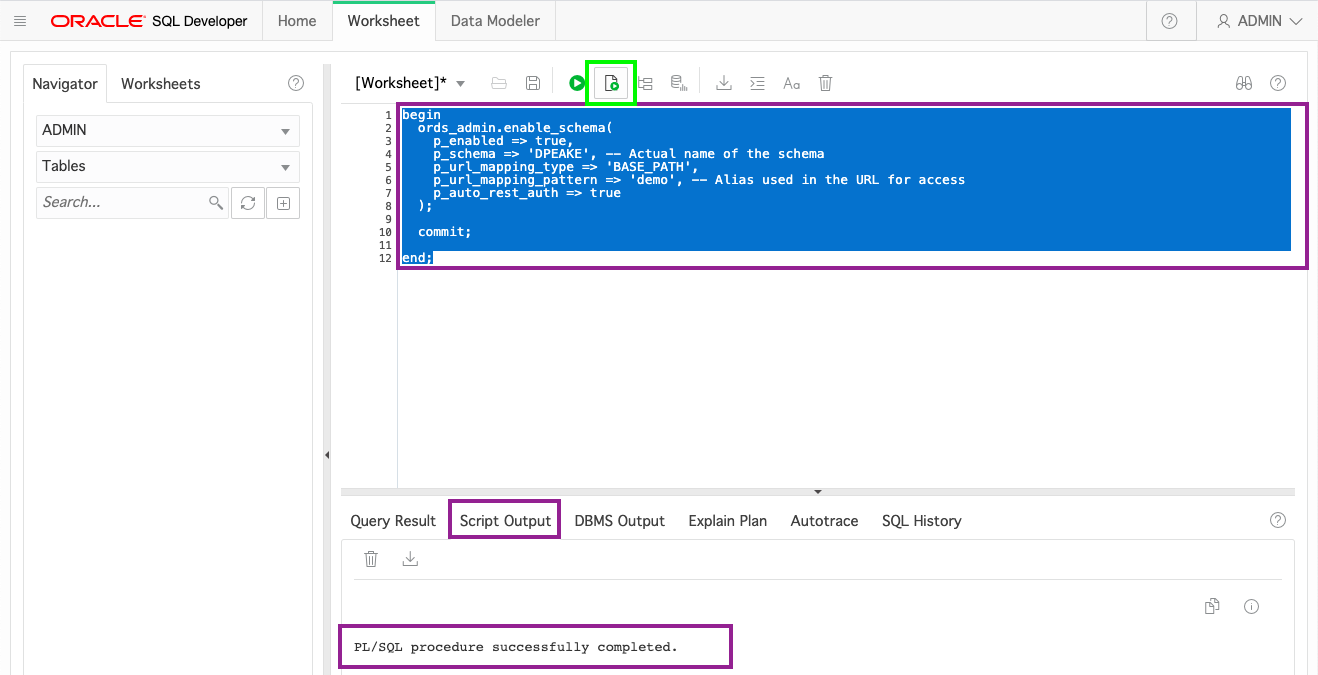 ORACLE SQL Developer
Home
Worksheet
Data Modeler
ADMIN
Navigator
Worksheets
ADMIN
Tables
Search...
[Worksheet]*
Aa
1 begin
2 ords_admin.enable_schema(
3 p_enabled => true,
4 p_schema => 'DPEAKE', -- Actual name of the schema
5 p_url_mapping_type => 'BASE_PATH',
6 p_url_mapping_pattern => 'demo', -- Alias used in the URL for access
7 p_auto_rest_auth => true
8 );
9
10 commit;
11
12 end;
Query Result
Script Output
DBMS Output
Explain Plan
Autotrace
SQL History
PL/SQL procedure successfully completed.